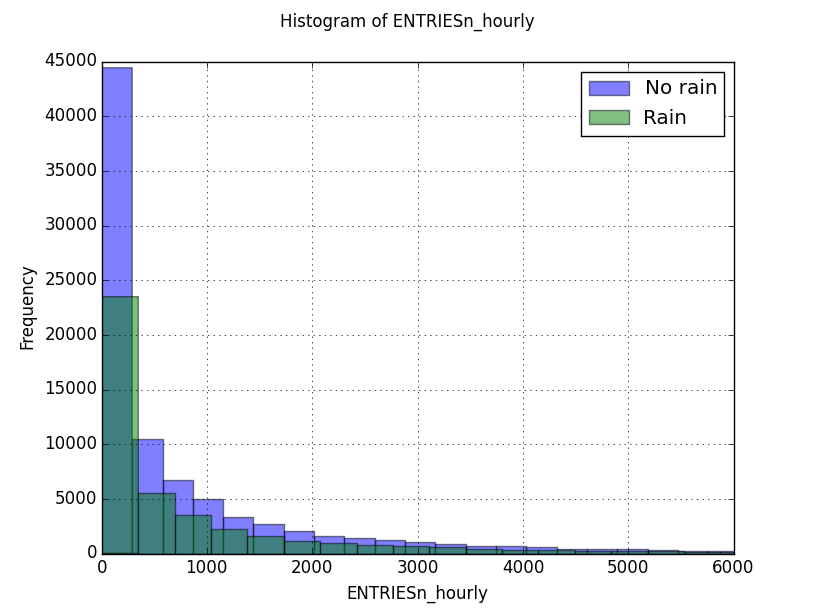 Histogram of ENTRIESn_hourly
No rain
Rain
45000
40000
35000
30000
25000
20000
15000
10000
5000
0
Frequency
0 1000 2000 3000 4000 5000 6000
ENTRIESn_hourly